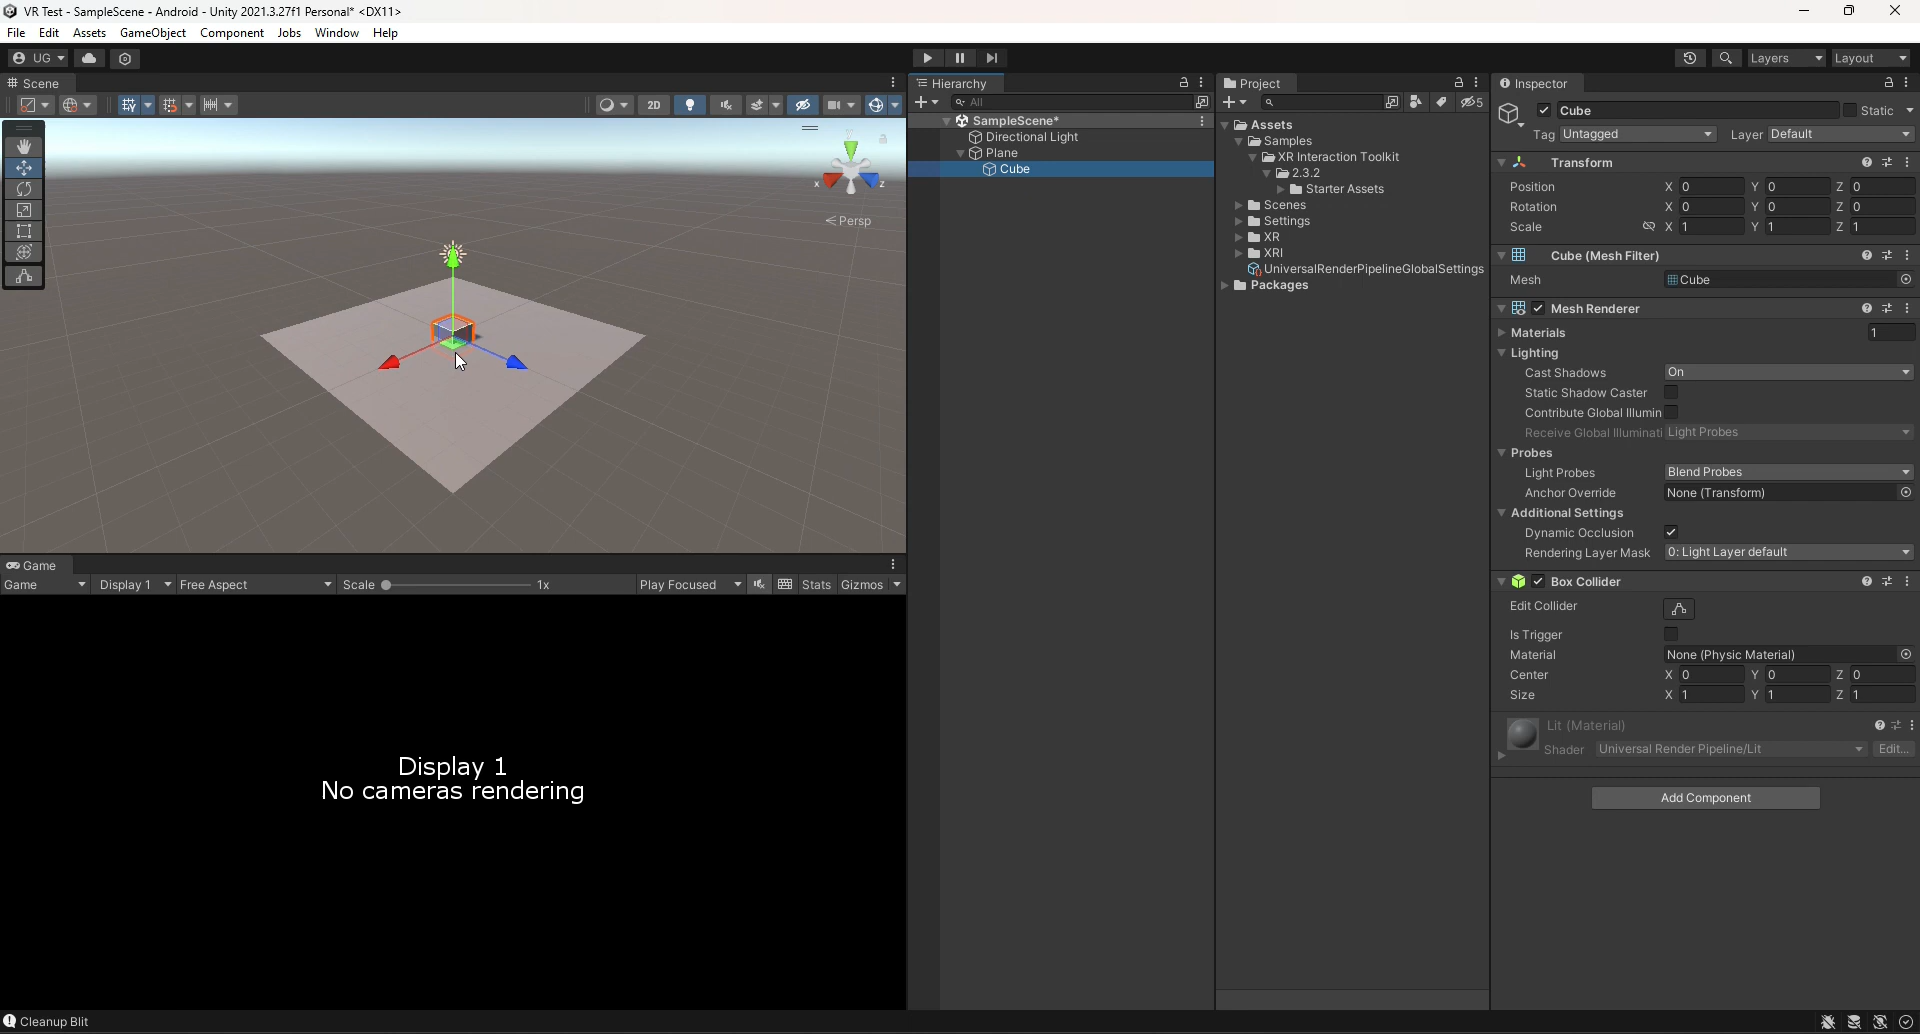 VR Test - SampleScene - Android - Unity 2021.3.27f1 Personal* <DX11>
File Edit Assets GameObject Component Jobs Window Help
UG
Layers Layout
Scene
2D
y
x z
Persp
Game
Game Display 1 Free Aspect Scale 1x Play Focused Stats Gizmos
Display 1
No cameras rendering
Hierarchy
All
SampleScene*
Directional Light
Plane
Cube
Project
5
Assets
Samples
XR Interaction Toolkit
2.3.2
Starter Assets
Scenes
Settings
XR
XRI
UniversalRenderPipelineGlobalSettings
Packages
Inspector
Cube Static
Tag Untagged Layer Default
Transform
Position X 0 Y 0 Z 0
Rotation X 0 Y 0 Z 0
Scale X 1 Y 1 Z 1
Cube (Mesh Filter)
Mesh Cube
Mesh Renderer
Materials 1
Lighting
Cast Shadows On
Static Shadow Caster
Contribute Global Illumin
Receive Global Illuminati Light Probes
Probes
Light Probes Blend Probes
Anchor Override None (Transform)
Additional Settings
Dynamic Occlusion
Rendering Layer Mask 0: Light Layer default
Box Collider
Edit Collider
Is Trigger
Material None (Physic Material)
Center X 0 Y 0 Z 0
Size X 1 Y 1 Z 1
Lit (Material)
Shader Universal Render Pipeline/Lit Edit...
Add Component
Cleanup Blit